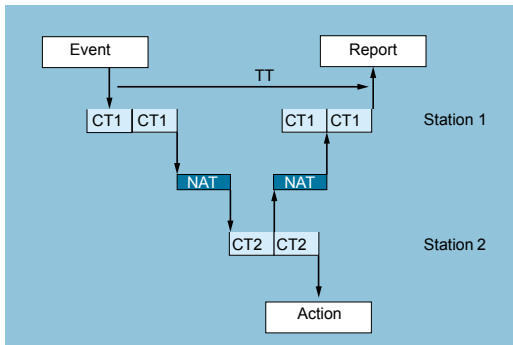 Event Report
TT
CT1 CT1 CT1 CT1 Station 1
NAT NAT
CT2 CT2 Station 2
Action